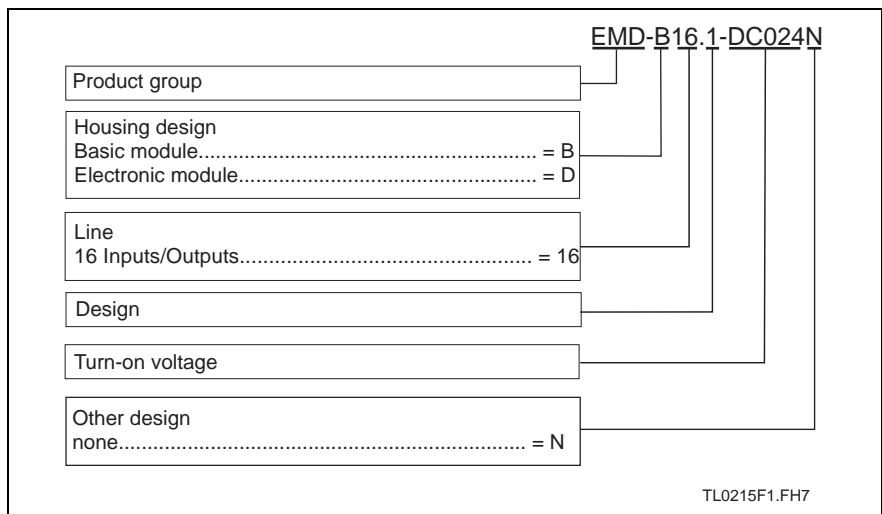 EMD-B16.1-DC024N
Product group
Housing design
Basic module.............................................................. = B
Electronic module...................................................... = D
Line
16 Inputs/Outputs..................................................... = 16
Design
Turn-on voltage
Other design
none.......................................................................... = N
TL0215F1.FH7